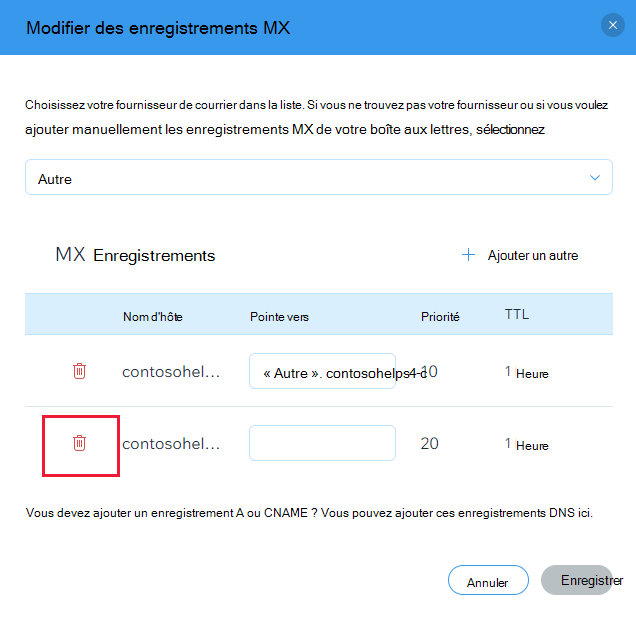 Modifier des enregistrements MX
Choisissez votre fournisseur de courrier dans la liste. Si vous ne trouvez pas votre fournisseur ou si vous voulez
ajouter manuellement les enregistrements MX de votre boîte aux lettres, sélectionnez
Autre
MX Enregistrements
Ajouter un autre
Nom d'hôte Pointe vers Priorité TTL
contosohel... « Autre ». contosohelps4-c 10 1 Heure
contosohel... 20 1 Heure
Vous devez ajouter un enregistrement A ou CNAME ? Vous pouvez ajouter ces enregistrements DNS ici.
Annuler Enregistrer